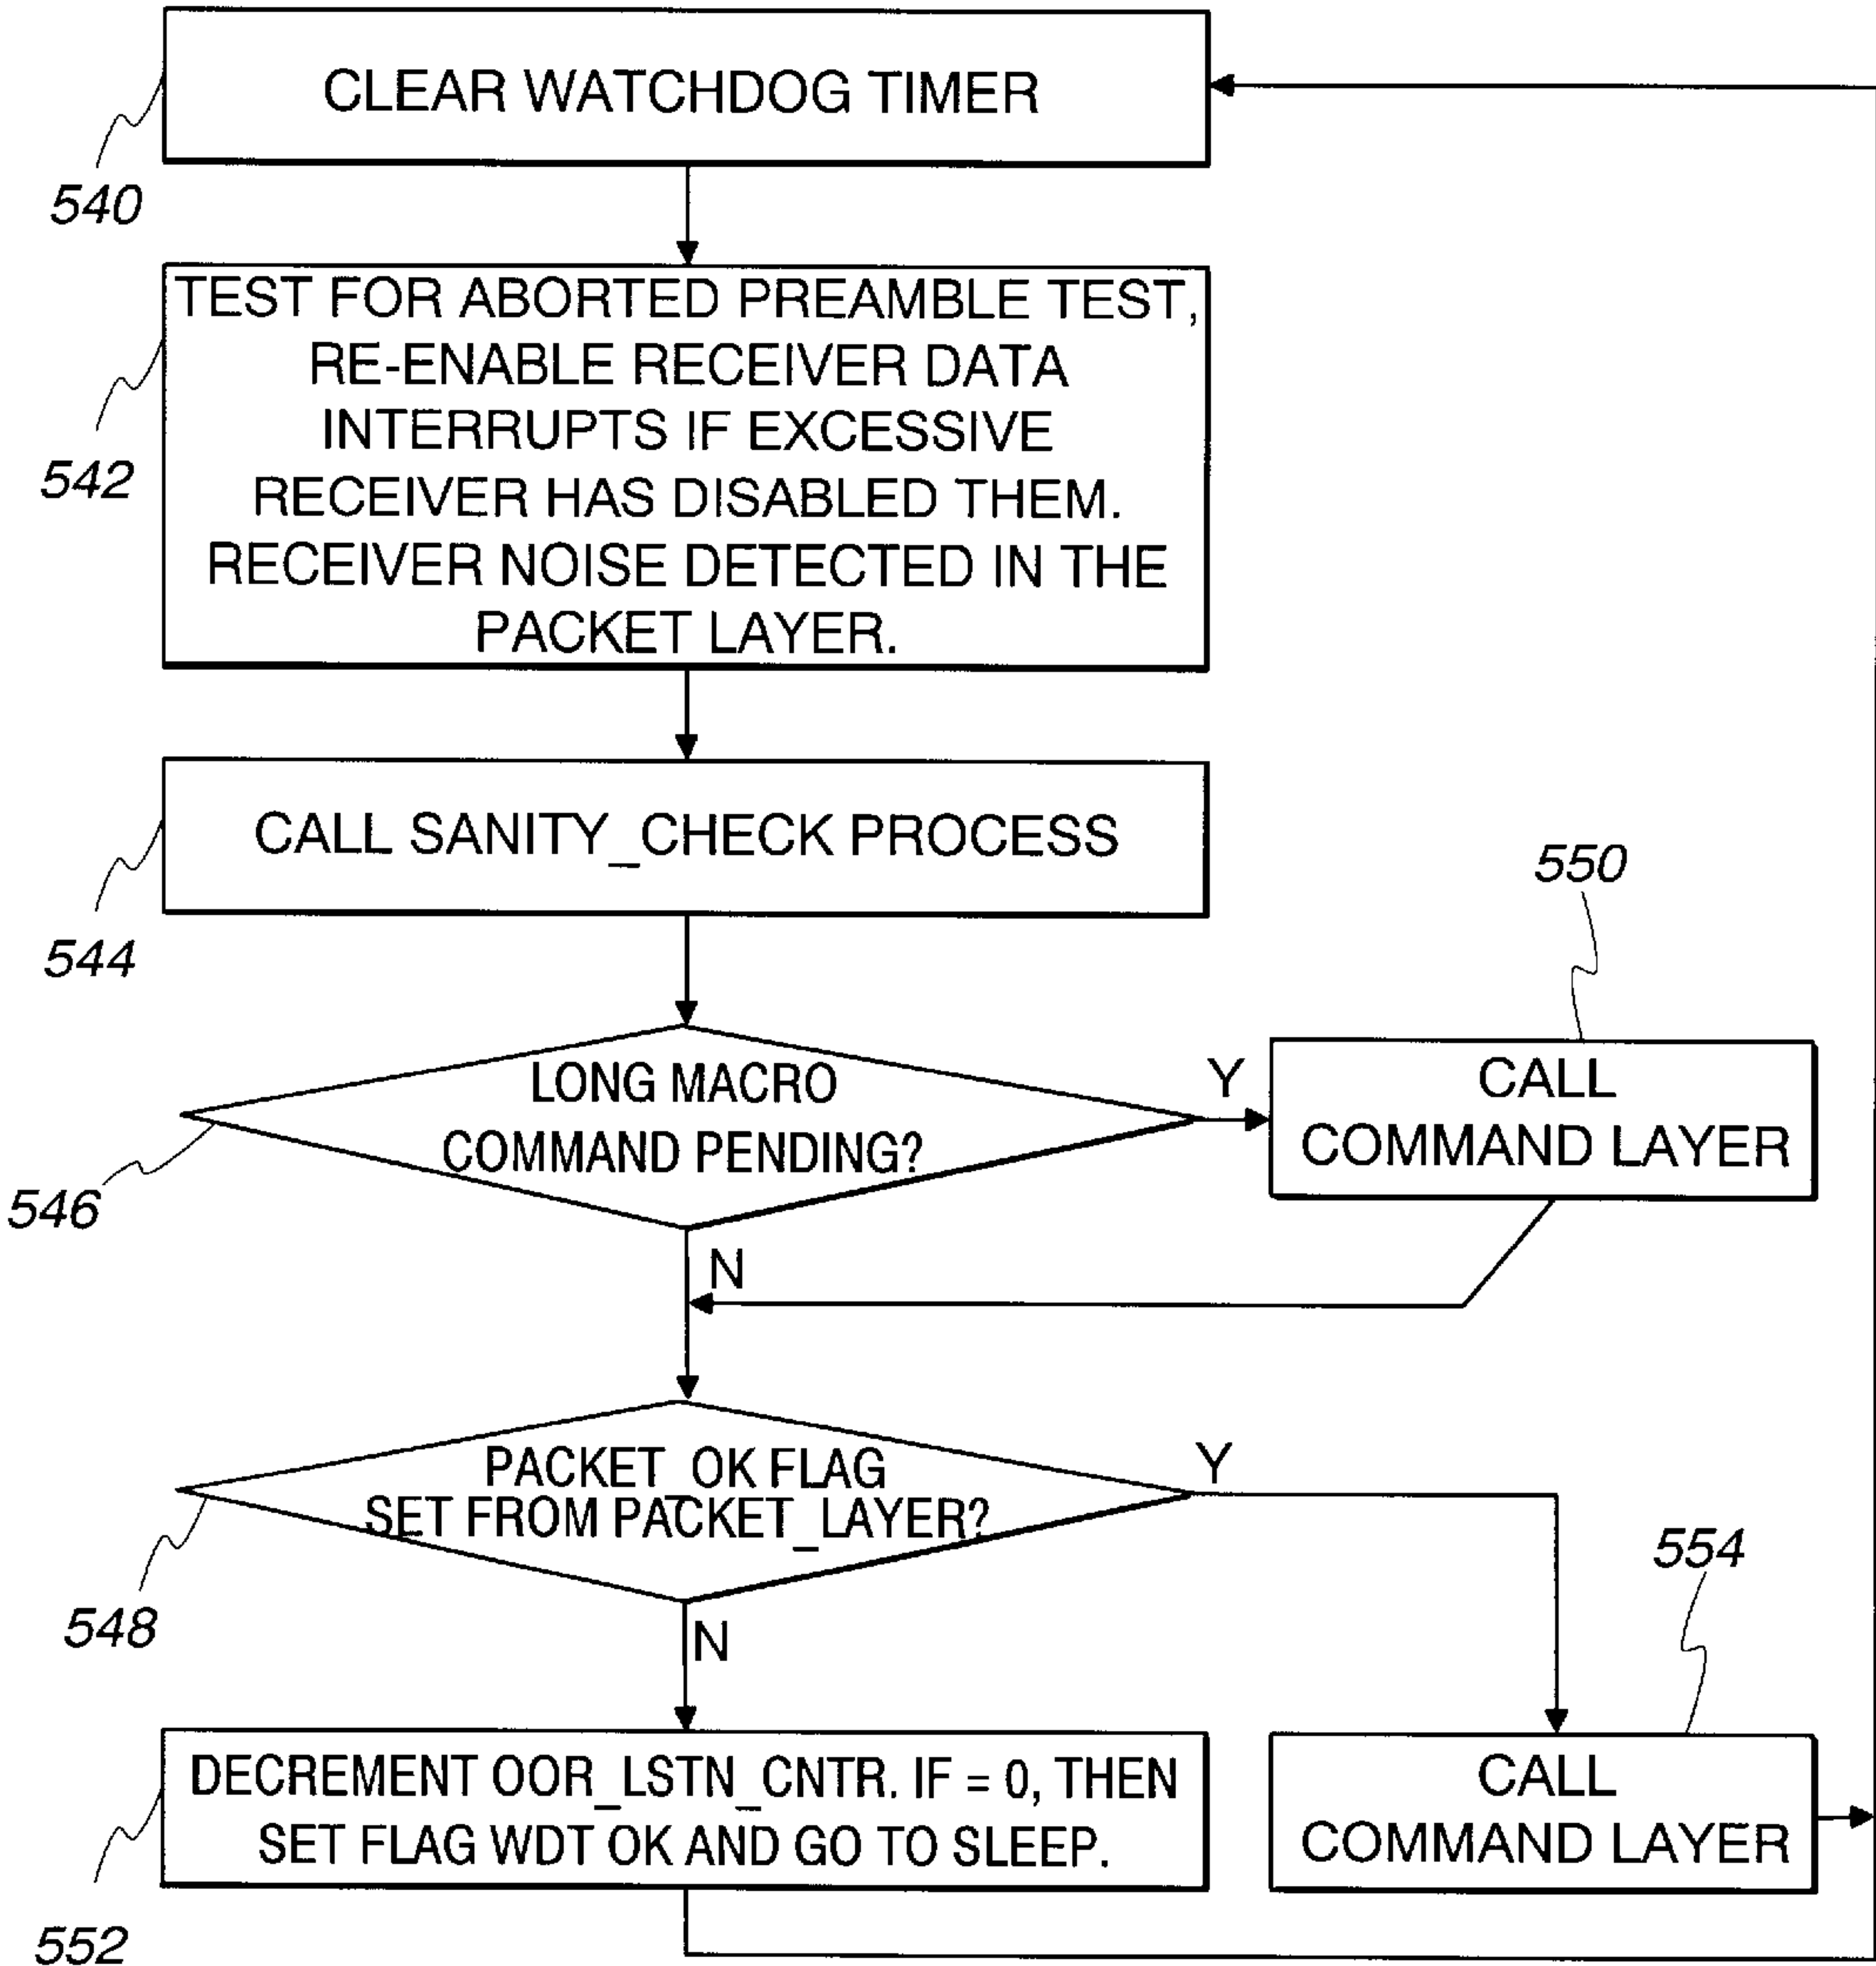 CLEAR WATCHDOG TIMER
540
TEST FOR ABORTED PREAMBLE TEST,
RE-ENABLE RECEIVER DATA
INTERRUPTS IF EXCESSIVE
RECEIVER HAS DISABLED THEM.
RECEIVER NOISE DETECTED IN THE
PACKET LAYER.
542
CALL SANITY_CHECK PROCESS
544
LONG MACRO
COMMAND PENDING?
546
Y
N
550
CALL
COMMAND LAYER
PACKET_OK FLAG
SET FROM PACKET_LAYER?
548
Y
N
554
CALL
COMMAND LAYER
DECREMENT OOR_LSTN_CNTR. IF = 0, THEN
SET FLAG WDT OK AND GO TO SLEEP.
552